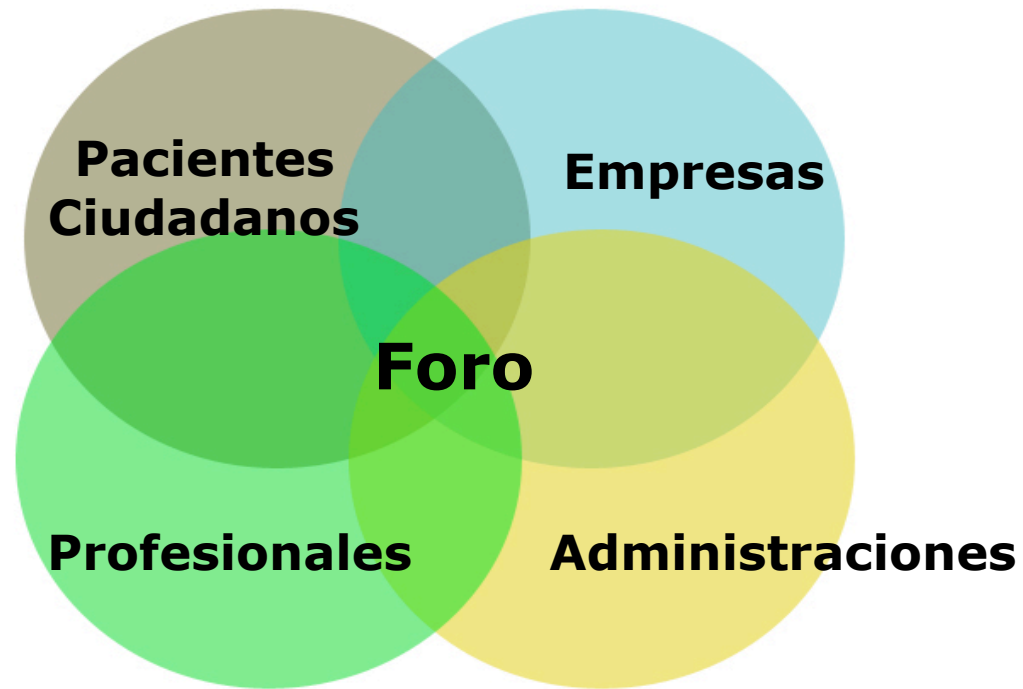 Pacientes
Ciudadanos
Empresas
Foro
Profesionales
Administraciones